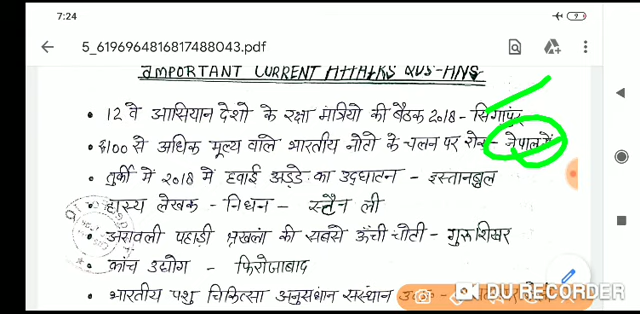 7:24
5_6196964816817488043.pdf
IMPORTANT CURRENT AFFAIRS QUS-ANS
• 12 वे आसियान देशो के रक्षा मंत्रियो की बैठक 2018 - सिंगापुर
• ₹100 से अधिक मूल्य वाले भारतीय नोटो के चलन पर रोक - नेपाल में
• तुर्की में 2018 में हवाई अड्डे का उदघाटन - इस्तानबुल
• हास्य लेखक - निधन - स्टैन ली
• अरावली पहाड़ी श्रृखंला की सबसे ऊँची चोटी - गुरूशिखर
• कांच उद्योग - फिरोजाबाद
• भारतीय पशु चिकित्सा अनुसंधान संस्थान
DU RECORDER